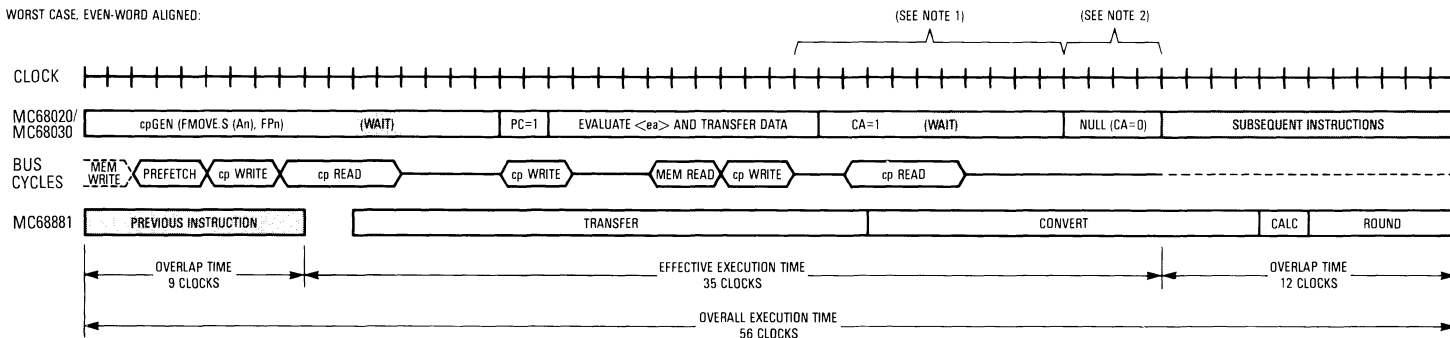 WORST CASE, EVEN-WORD ALIGNED:
(SEE NOTE 1) (SEE NOTE 2)
CLOCK
MC68020/
MC68030
cpGEN (FMOVE.S (An), FPn) (WAIT) PC=1 EVALUATE <ea> AND TRANSFER DATA CA=1 (WAIT) NULL (CA=0) SUBSEQUENT INSTRUCTIONS
BUS
CYCLES
MEM
WRITE
PREFETCH cp WRITE cp READ cp WRITE MEM READ cp WRITE cp READ
MC68881 PREVIOUS INSTRUCTION TRANSFER CONVERT CALC ROUND
OVERLAP TIME
9 CLOCKS
EFFECTIVE EXECUTION TIME
35 CLOCKS
OVERLAP TIME
12 CLOCKS
OVERALL EXECUTION TIME
56 CLOCKS